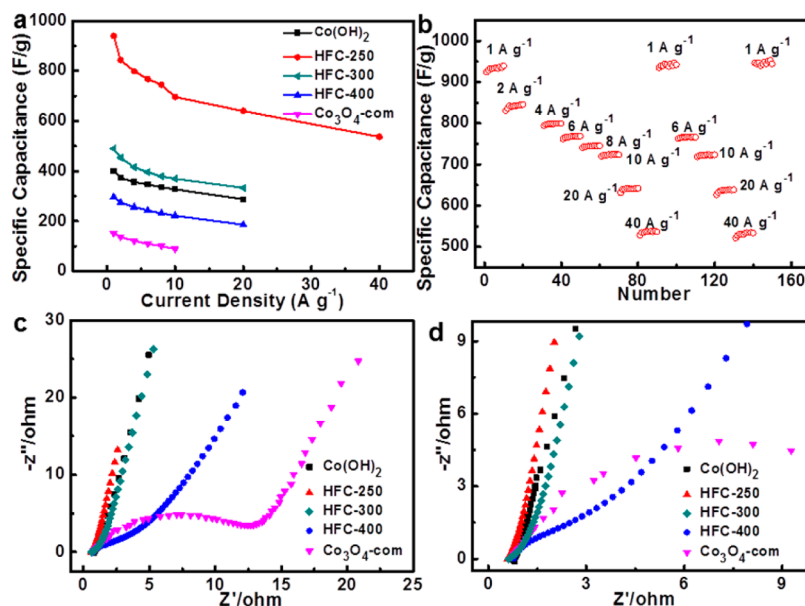 a
Specific Capacitance (F/g)
1000
800
600
400
200
0
0 10 20 30 40
Current Density (A g⁻¹)
Co(OH)₂
HFC-250
HFC-300
HFC-400
Co₃O₄-com
b
Specific Capacitance (F/g)
1000
950
900
850
800
750
700
650
600
550
500
0 40 80 120 160
Number
1 A g⁻¹
2 A g⁻¹
4 A g⁻¹
6 A g⁻¹
8 A g⁻¹
10 A g⁻¹
20 A g⁻¹
40 A g⁻¹
1 A g⁻¹
6 A g⁻¹
10 A g⁻¹
20 A g⁻¹
40 A g⁻¹
1 A g⁻¹
c
-z''/ohm
30
25
20
15
10
5
0
0 5 10 15 20 25
Z'/ohm
Co(OH)₂
HFC-250
HFC-300
HFC-400
Co₃O₄-com
d
-z''/ohm
9
6
3
0
0 3 6 9
Z'/ohm
Co(OH)₂
HFC-250
HFC-300
HFC-400
Co₃O₄-com